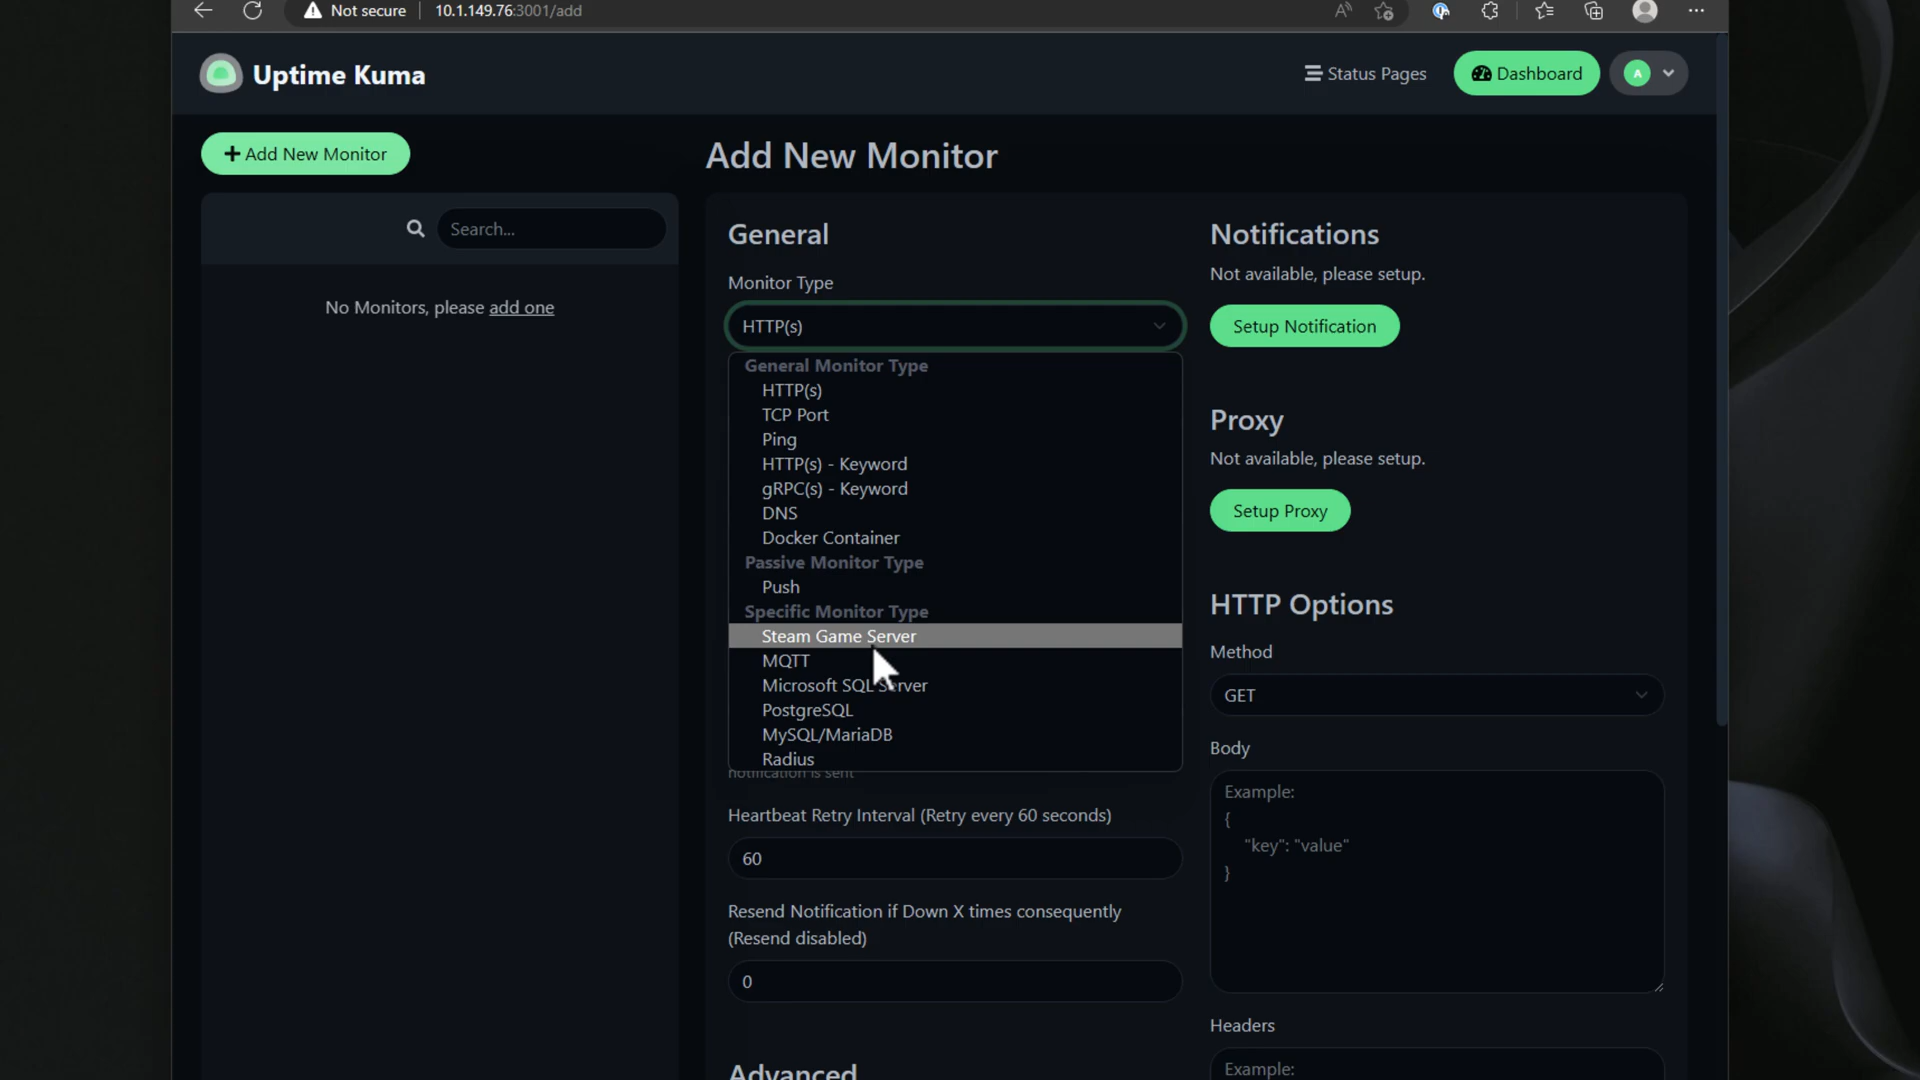 Not secure
10.1.149.76:3001/add
Uptime Kuma
Status Pages
Dashboard
A
Add New Monitor
Search...
No Monitors, please add one
Add New Monitor
General
Monitor Type
HTTP(s)
General Monitor Type
HTTP(s)
TCP Port
Ping
HTTP(s) - Keyword
gRPC(s) - Keyword
DNS
Docker Container
Passive Monitor Type
Push
Specific Monitor Type
Steam Game Server
MQTT
Microsoft SQL Server
PostgreSQL
MySQL/MariaDB
Radius
notification is sent
Heartbeat Retry Interval (Retry every 60 seconds)
60
Resend Notification if Down X times consequently
(Resend disabled)
0
Advanced
Notifications
Not available, please setup.
Setup Notification
Proxy
Not available, please setup.
Setup Proxy
HTTP Options
Method
GET
Body
Example:
{
"key": "value"
}
Headers
Example: